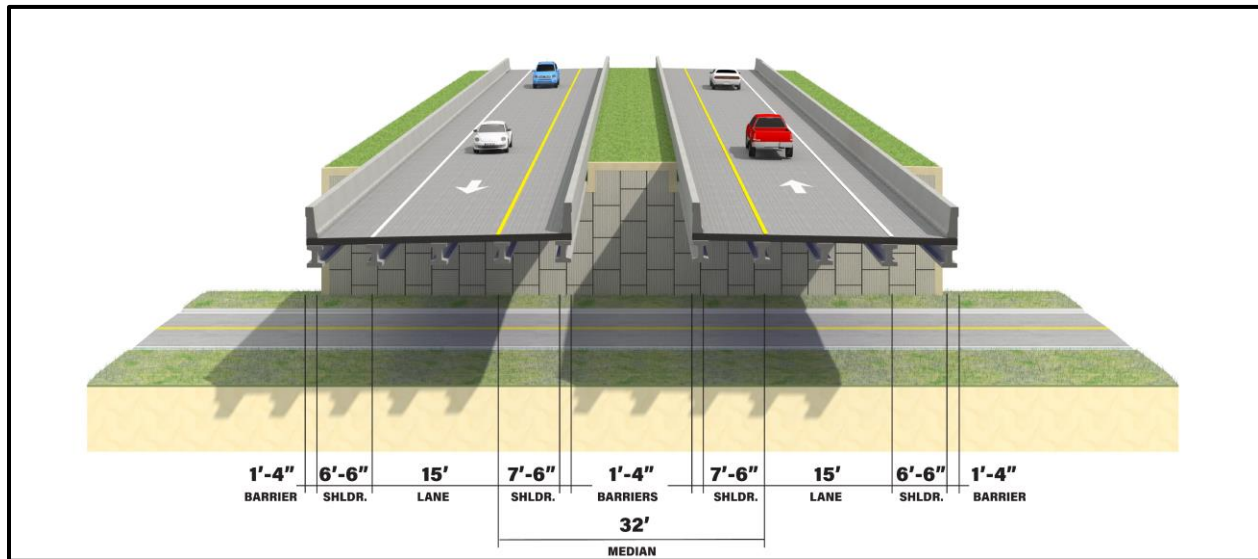 1'-4" 6'-6" 15' 7'-6" 1'-4" 7'-6" 15' 6'-6" 1'-4"
BARRIER SHLDR. LANE SHLDR. BARRIERS SHLDR. LANE SHLDR. BARRIER
32'
MEDIAN